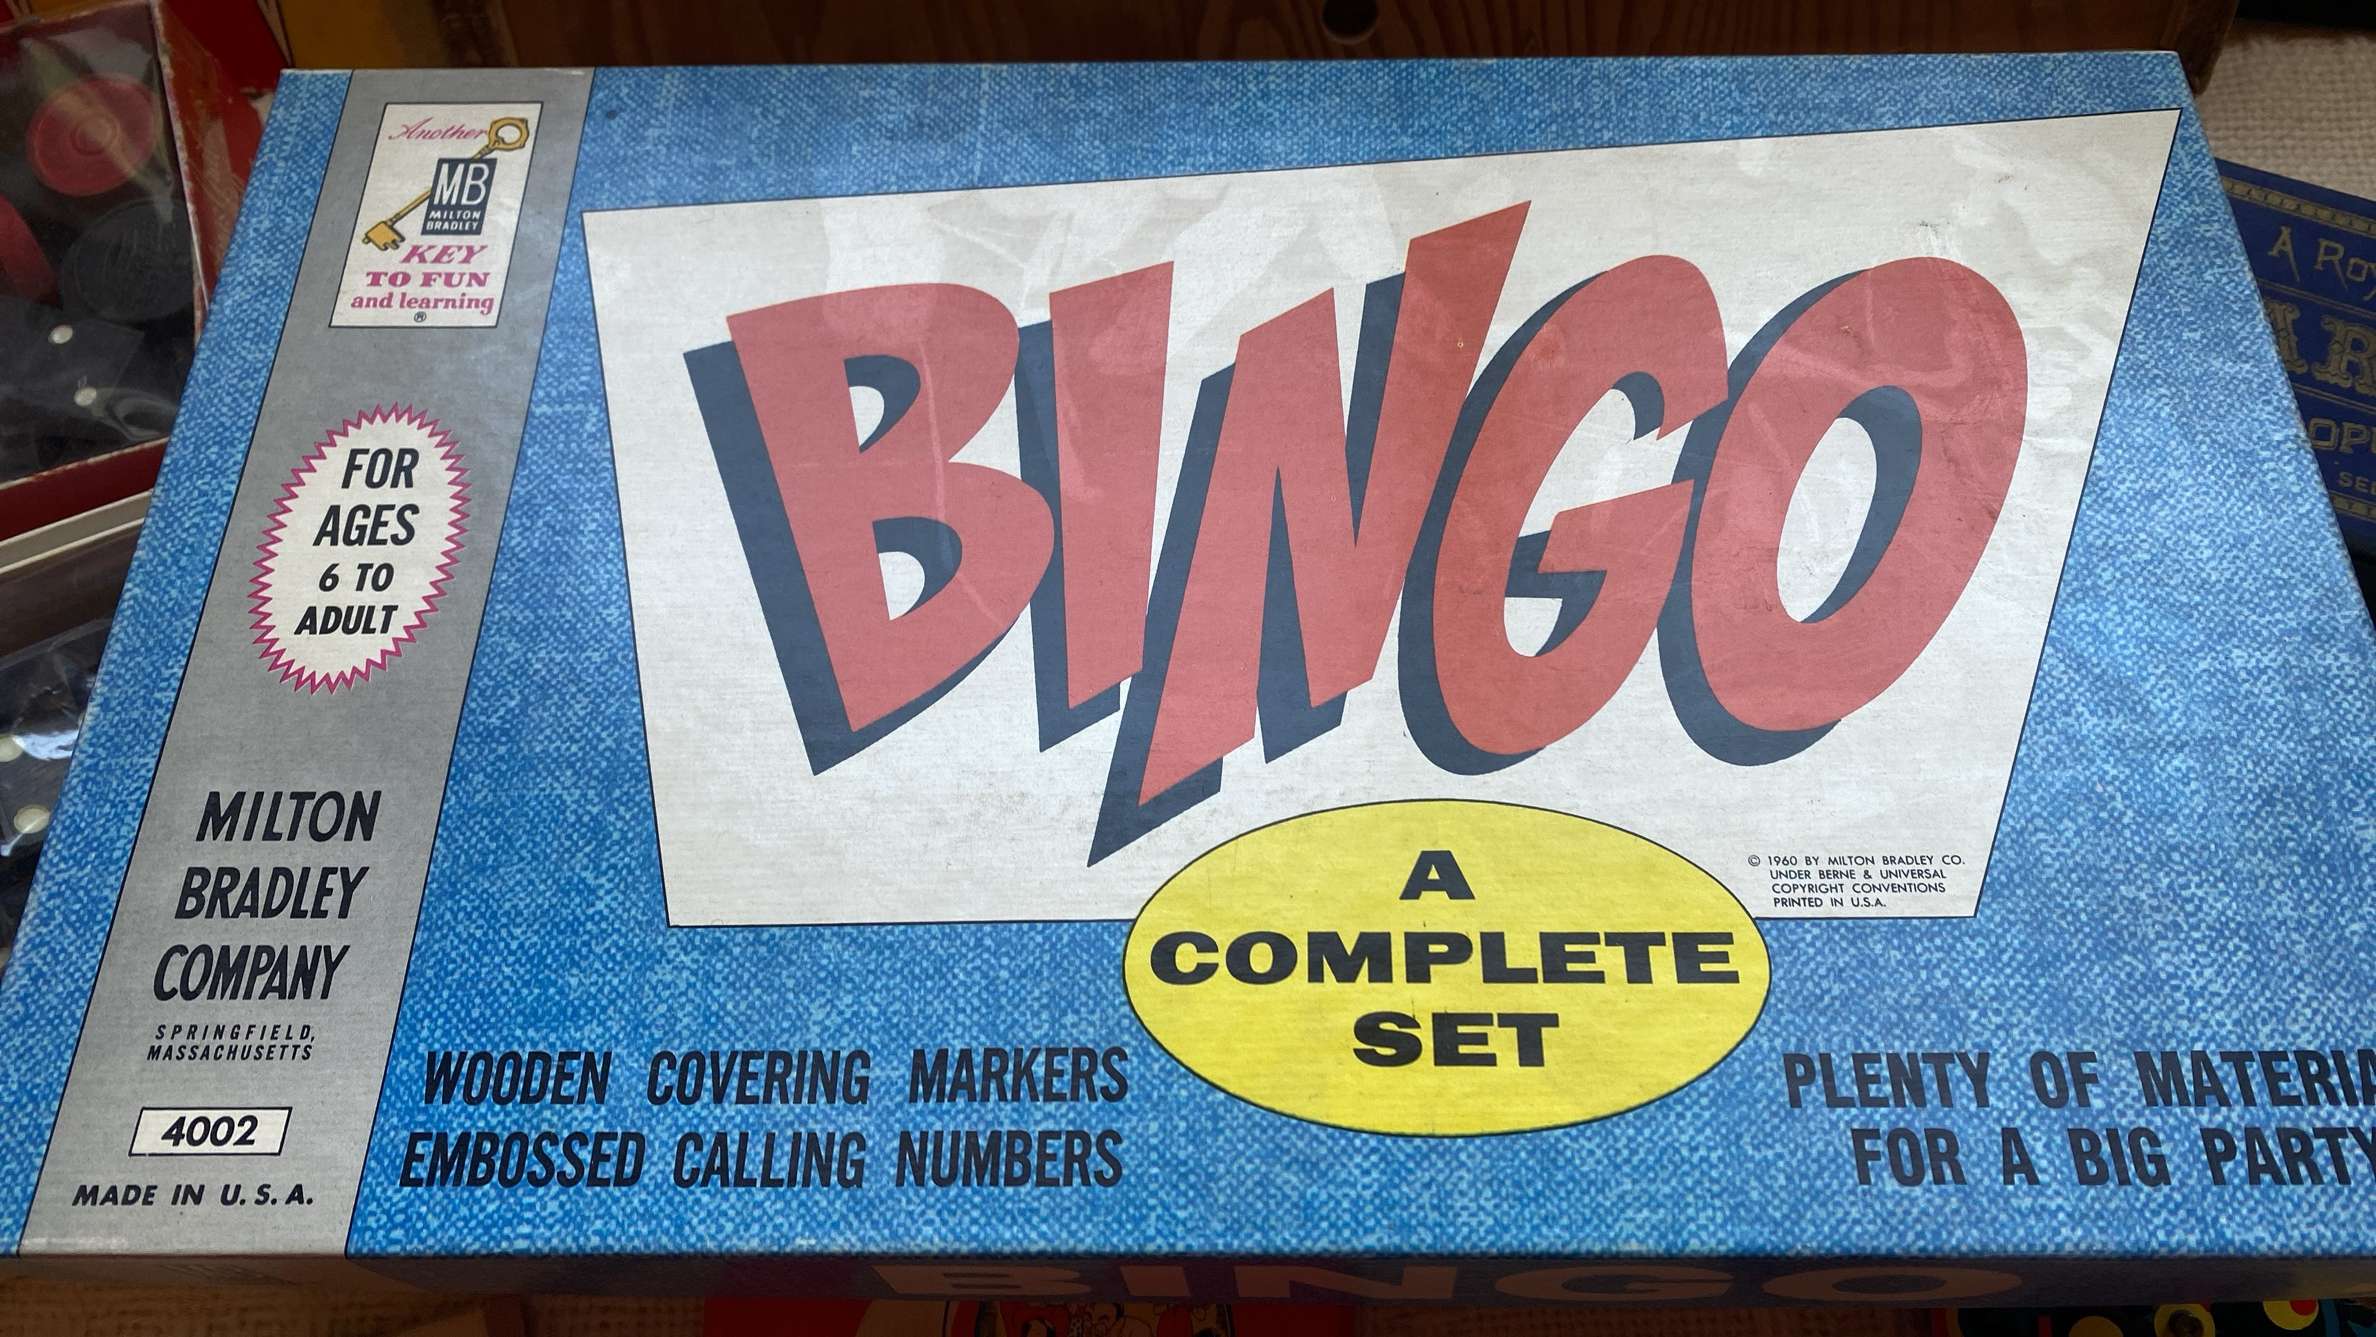 Another
MB
MILTON
BRADLEY
KEY
TO FUN
and learning
®
FOR
AGES
6 TO
ADULT
MILTON
BRADLEY
COMPANY
SPRINGFIELD,
MASSACHUSETTS
4002
MADE IN U.S.A.
BINGO
© 1960 BY MILTON BRADLEY CO.
UNDER BERNE & UNIVERSAL
COPYRIGHT CONVENTIONS
PRINTED IN U.S.A.
A
COMPLETE
SET
WOODEN COVERING MARKERS
EMBOSSED CALLING NUMBERS
PLENTY OF
FOR A BIG PARTY
BINGO
A